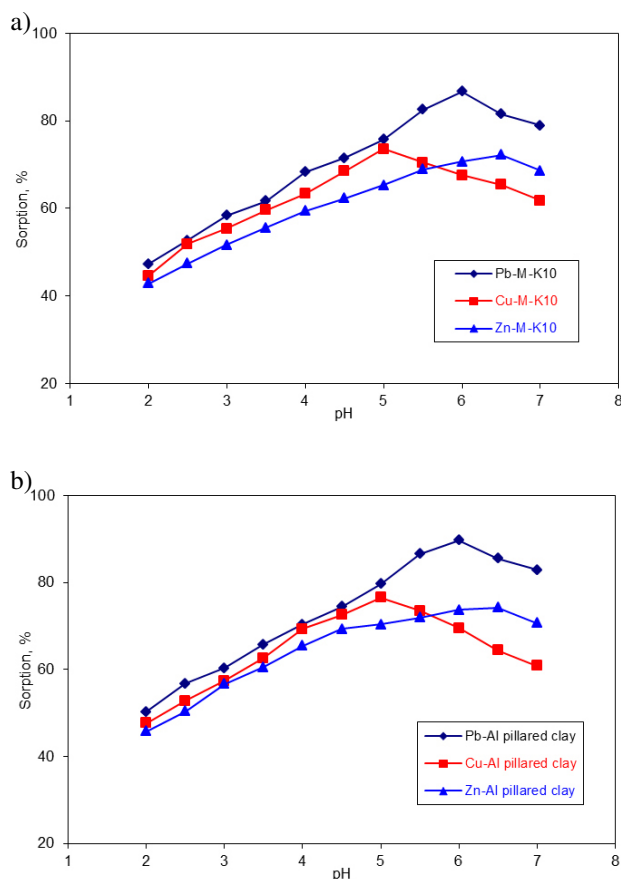 a)
100
80
60
40
20
Sorption, %
Pb-M-K10
Cu-M-K10
Zn-M-K10
1 2 3 4 5 6 7 8
pH
b)
100
80
60
40
20
Sorption, %
Pb-Al pillared clay
Cu-Al pillared clay
Zn-Al pillared clay
1 2 3 4 5 6 7 8
pH